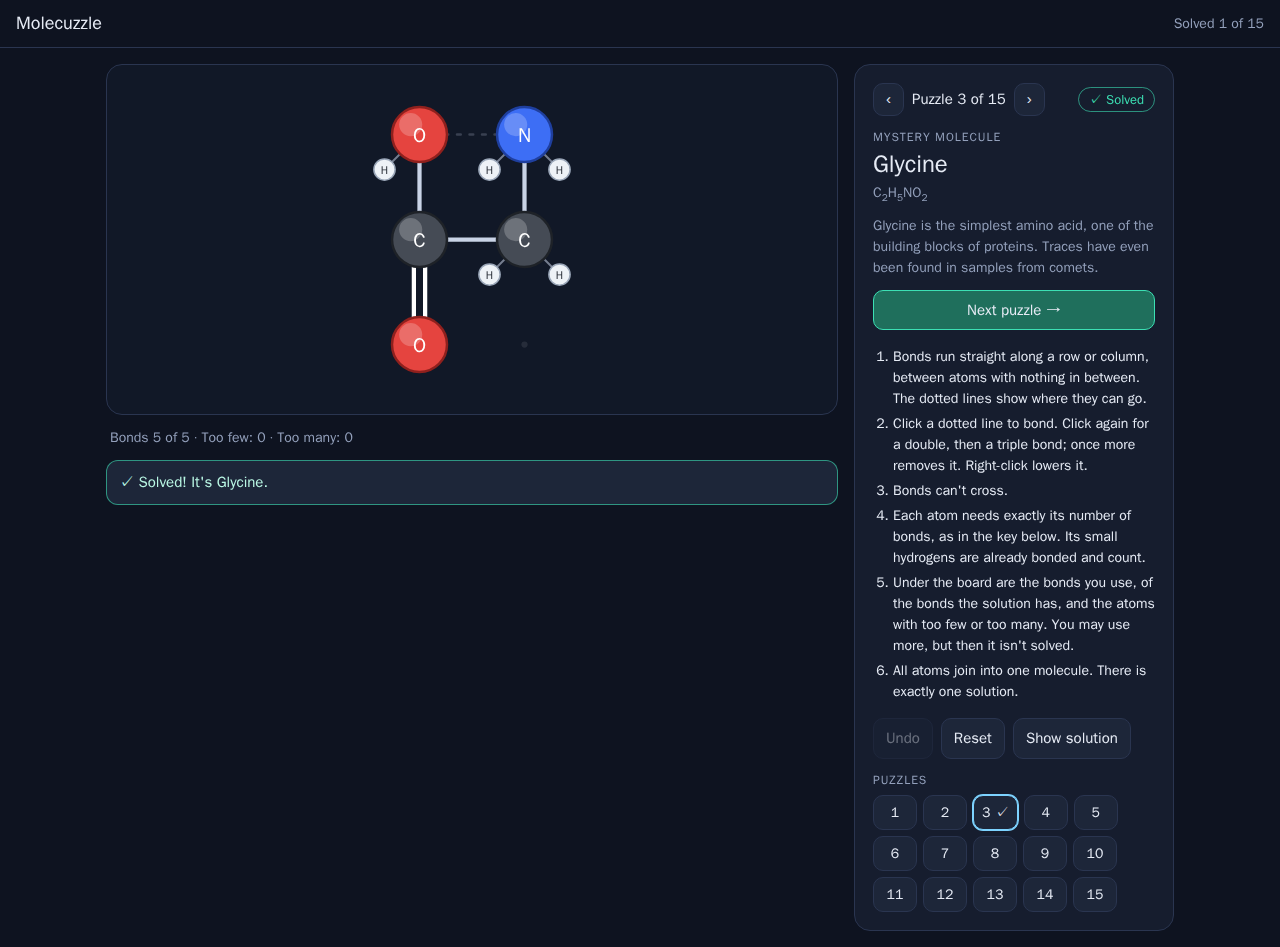 Molecuzzle
Solved 1 of 15
O
N
H
H
H
C
C
H
H
O
Bonds 5 of 5 · Too few: 0 · Too many: 0
✓ Solved! It's Glycine.
‹
Puzzle 3 of 15
›
✓ Solved
MYSTERY MOLECULE
Glycine
C₂H₅NO₂
Glycine is the simplest amino acid, one of the
building blocks of proteins. Traces have even
been found in samples from comets.
Next puzzle →
1. Bonds run straight along a row or column,
between atoms with nothing in between.
The dotted lines show where they can go.
2. Click a dotted line to bond. Click again for
a double, then a triple bond; once more
removes it. Right-click lowers it.
3. Bonds can't cross.
4. Each atom needs exactly its number of
bonds, as in the key below. Its small
hydrogens are already bonded and count.
5. Under the board are the bonds you use, of
the bonds the solution has, and the atoms
with too few or too many. You may use
more, but then it isn't solved.
6. All atoms join into one molecule. There is
exactly one solution.
Undo
Reset
Show solution
PUZZLES
1 2 3 ✓ 4 5
6 7 8 9 10
11 12 13 14 15